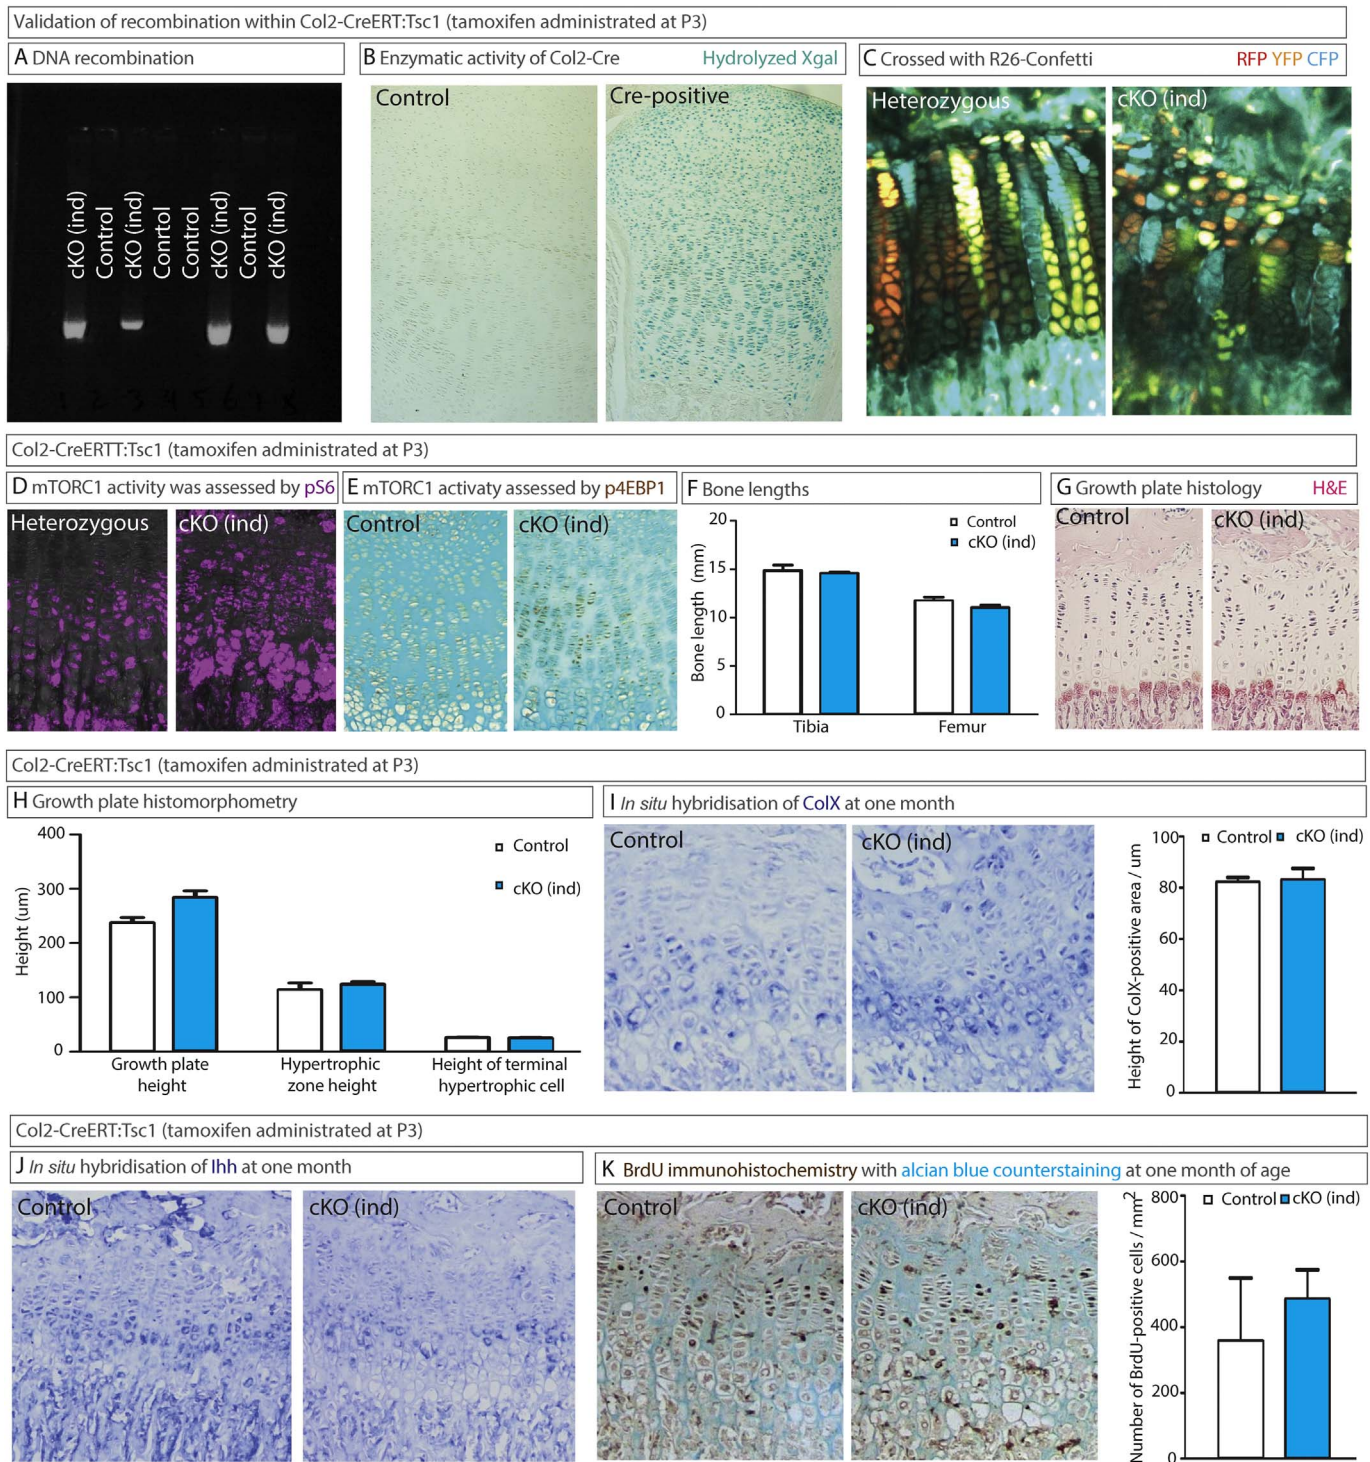 Validation of recombination within Col2-CreERT:Tsc1 (tamoxifen administrated at P3)
A DNA recombination
cKO (ind)
Control
cKO (ind)
Conrtol
Control
cKO (ind)
Control
cKO (ind)
1 2 3 4 5 6 7 8
B Enzymatic activity of Col2-Cre Hydrolyzed Xgal
Control
Cre-positive
C Crossed with R26-Confetti RFP YFP CFP
Heterozygous
cKO (ind)
Col2-CreERTT:Tsc1 (tamoxifen administrated at P3)
D mTORC1 activity was assessed by pS6
Heterozygous
cKO (ind)
E mTORC1 activaty assessed by p4EBP1
Control
cKO (ind)
F Bone lengths
Bone length (mm)
20
15
10
5
0
Control
cKO (ind)
Tibia
Femur
G Growth plate histology H&E
Control
cKO (ind)
Col2-CreERT:Tsc1 (tamoxifen administrated at P3)
H Growth plate histomorphometry
Height (um)
400
300
200
100
0
Control
cKO (ind)
Growth plate
height
Hypertrophic
zone height
Height of terminal
hypertrophic cell
I In situ hybridisation of ColX at one month
Control
cKO (ind)
Height of ColX-positive area / um
100
80
60
40
20
0
Control
cKO (ind)
Col2-CreERT:Tsc1 (tamoxifen administrated at P3)
J In situ hybridisation of Ihh at one month
Control
cKO (ind)
K BrdU immunohistochemistry with alcian blue counterstaining at one month of age
Control
cKO (ind)
Number of BrdU-positive cells / mm²
800
600
400
200
0
Control
cKO (ind)